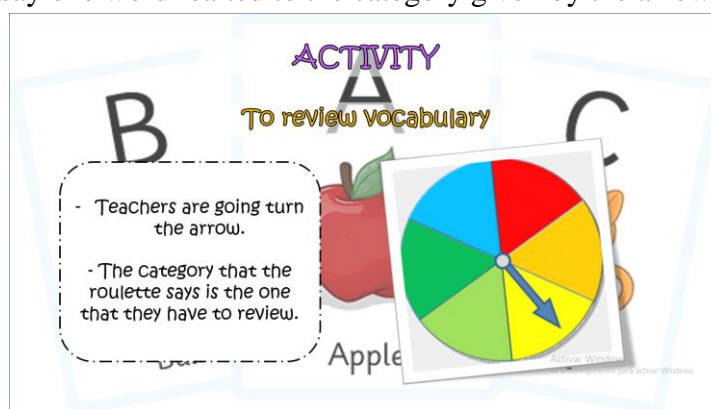 ACTIVITY
A
To review vocabulary
B
C
- Teachers are going turn
the arrow.
- The category that the
roulette says is the one
that they have to review.
Apple
Activar Windows